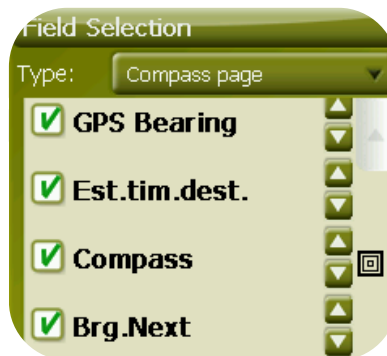 Field Selection
Type: Compass page
GPS Bearing
Est.tim.dest.
Compass
Brg.Next